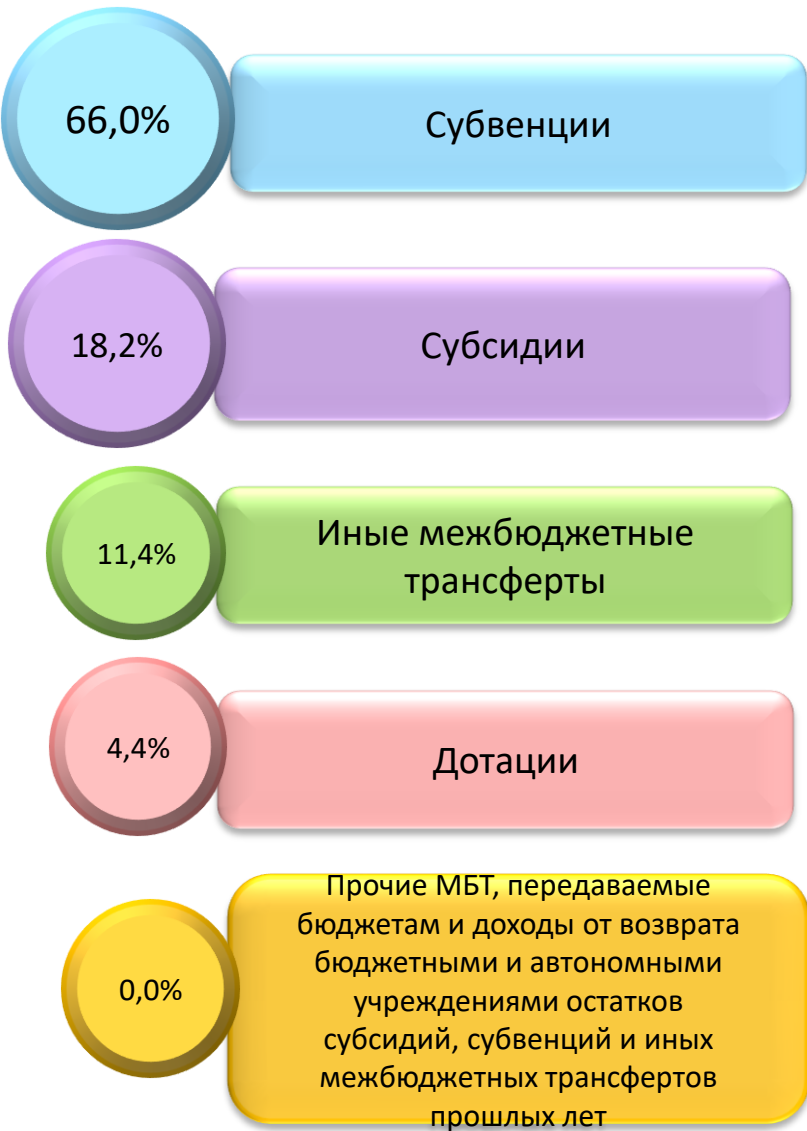 66,0%
Субвенции
18,2%
Субсидии
11,4%
Иные межбюджетные
трансферты
4,4%
Дотации
0,0%
Прочие МБТ, передаваемые
бюджетам и доходы от возврата
бюджетными и автономными
учреждениями остатков
субсидий, субвенций и иных
межбюджетных трансфертов
прошлых лет